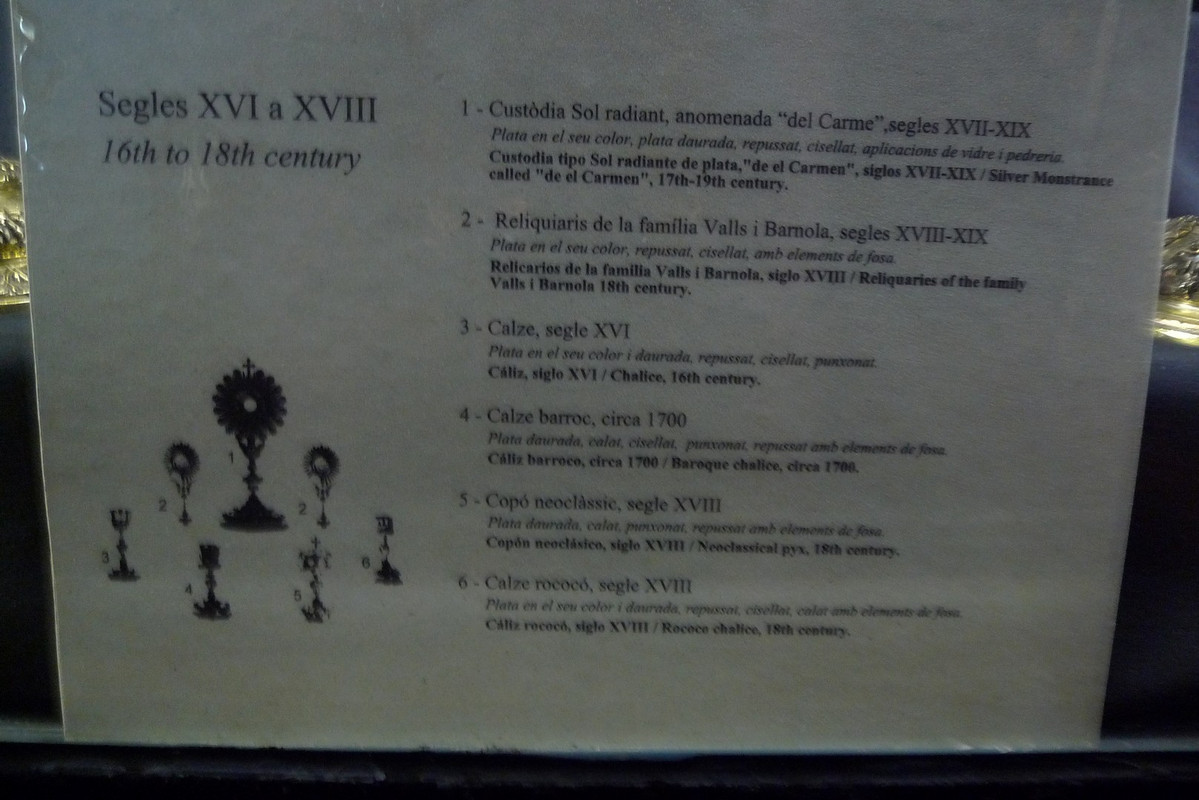 Segles XVI a XVIII
16th to 18th century
1 - Custòdia Sol radiant, anomenada “del Carme”,segles XVII-XIX
Plata en el seu color, plata daurada, repussat, cisellat, aplicacions de vidre i pedreria.
Custodia tipo Sol radiante de plata,"de el Carmen", siglos XVII-XIX / Silver Monstrance
called "de el Carmen", 17th-19th century.
2 - Reliquiaris de la família Valls i Barnola, segles XVIII-XIX
Plata en el seu color, repussat, cisellat, amb elements de fosa.
Relicarios de la familia Valls i Barnola, siglo XVIII / Reliquaries of the family
Valls i Barnola 18th century.
3 - Calze, segle XVI
Plata en el seu color i daurada, repussat, cisellat, punxonat.
Cáliz, siglo XVI / Chalice, 16th century.
4 - Calze barroc, circa 1700
Plata daurada, calat, cisellat, punxonat, repussat amb elements de fosa.
Cáliz barroco, circa 1700 / Baroque chalice, circa 1700.
5 - Copó neoclàssic, segle XVIII
Plata daurada, calat, punxonat, repussat amb elements de fosa.
Copón neoclásico, siglo XVIII / Neoclassical pyx, 18th century.
6 - Calze rococó, segle XVIII
Plata en el seu color i daurada, repussat, cisellat, calat amb elements de fosa.
Cáliz rococó, siglo XVIII / Rococo chalice, 18th century.
1
2
2
3
4
5
6